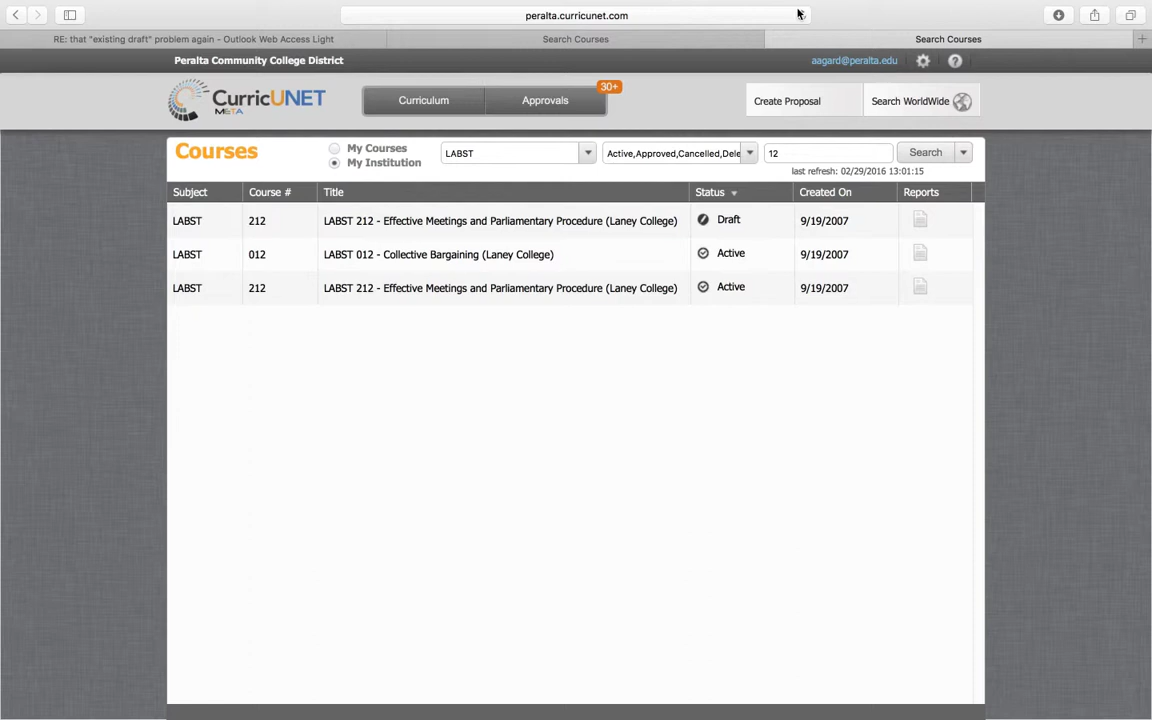 peralta.curricunet.com
RE: that "existing draft" problem again - Outlook Web Access Light
Search Courses
Search Courses
Peralta Community College District
aagard@peralta.edu
CurricUNET
META
Curriculum
Approvals
30+
Create Proposal
Search WorldWide
Courses
My Courses
My Institution
LABST
Active,Approved,Cancelled,Dele
12
Search
last refresh: 02/29/2016 13:01:15
Subject Course # Title Status Created On Reports
LABST 212 LABST 212 - Effective Meetings and Parliamentary Procedure (Laney College) Draft 9/19/2007
LABST 012 LABST 012 - Collective Bargaining (Laney College) Active 9/19/2007
LABST 212 LABST 212 - Effective Meetings and Parliamentary Procedure (Laney College) Active 9/19/2007